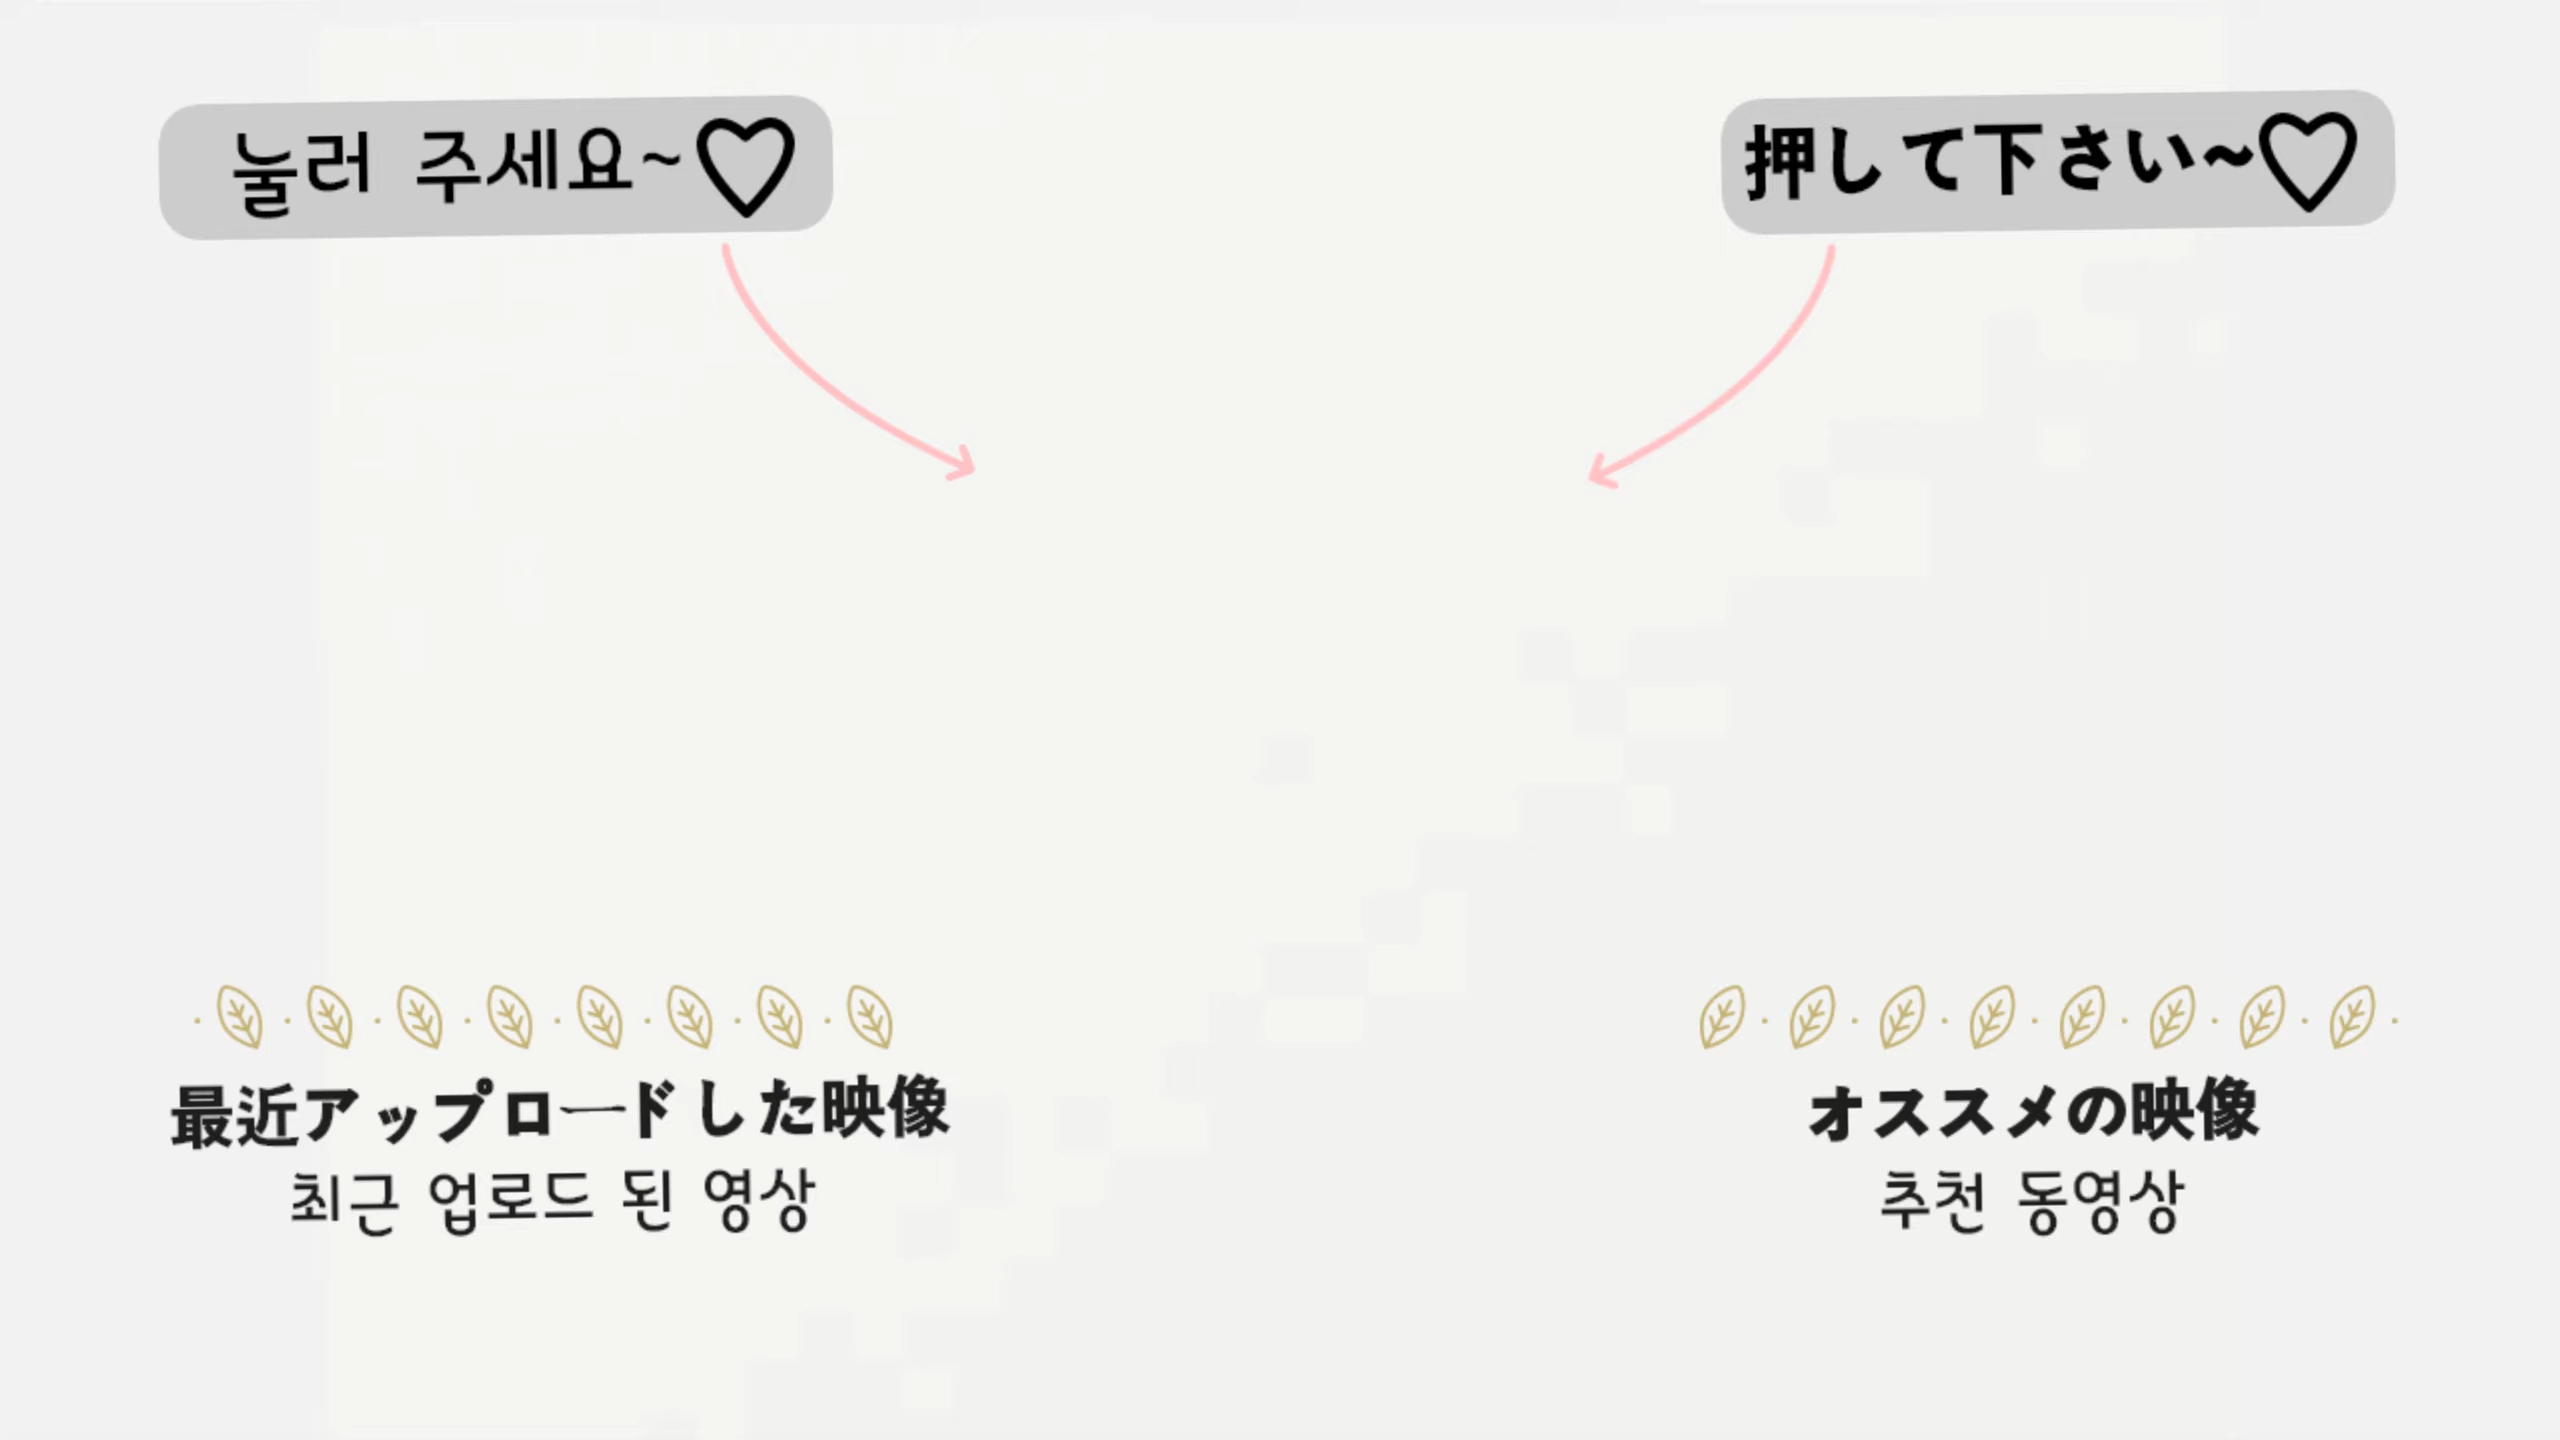 눌러 주세요~♡
押して下さい~♡
最近アップロードした映像
최근 업로드 된 영상
オススメの映像
추천 동영상